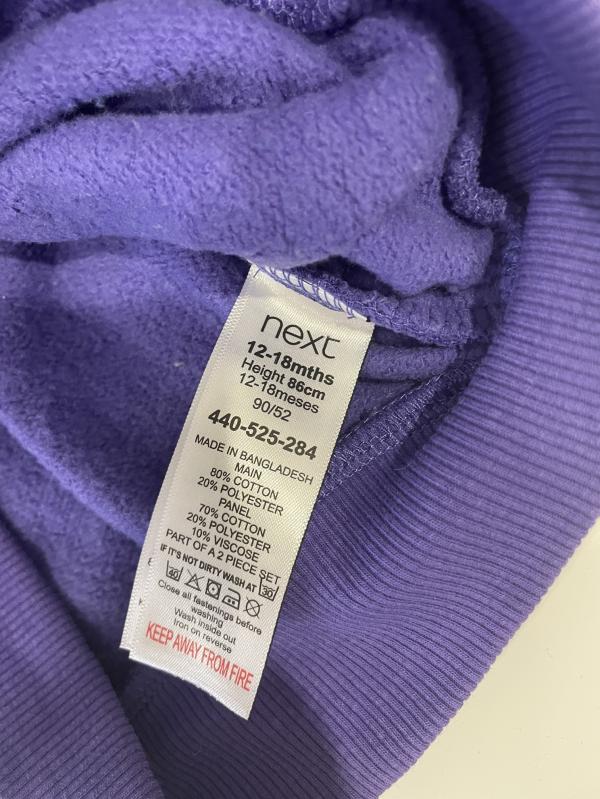 next
12-18mths
Height 86cm
12-18meses
90/52
440-525-284
MADE IN BANGLADESH
MAIN
80% COTTON
20% POLYESTER
PANEL
70% COTTON
20% POLYESTER
10% VISCOSE
PART OF A 2 PIECE SET
IF IT'S NOT DIRTY WASH AT 30
40
Close all fastenings before
washing
Wash inside out
Iron on reverse
KEEP AWAY FROM FIRE